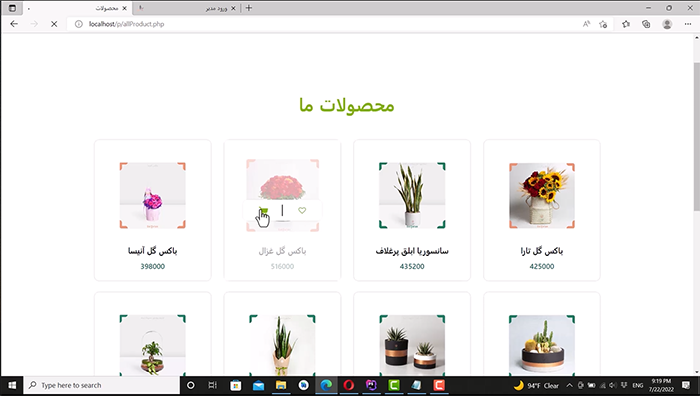 محصولات
ورود مدیر
localhost/p/allProduct.php
محصولات ما
باکس گل آنیسا
398000
باکس گل غزال
516000
سانسوریا ابلق پرغلاف
435200
باکس گل تارا
425000
Type here to search
94°F Clear
ENG
9:19 PM
7/22/2022